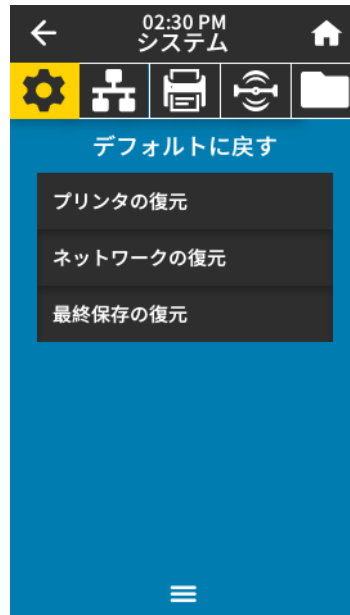 02:30 PM
システム
デフォルトに戻す
プリンタの復元
ネットワークの復元
最終保存の復元